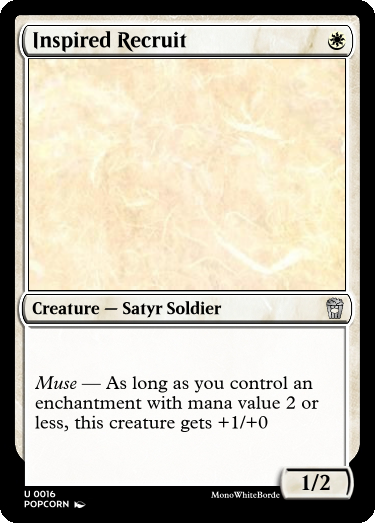 Inspired Recruit
Creature — Satyr Soldier
Muse — As long as you control an
enchantment with mana value 2 or
less, this creature gets +1/+0
1/2
U 0016
POPCORN
MonoWhiteBorde